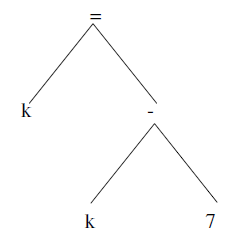 =
k -
k 7